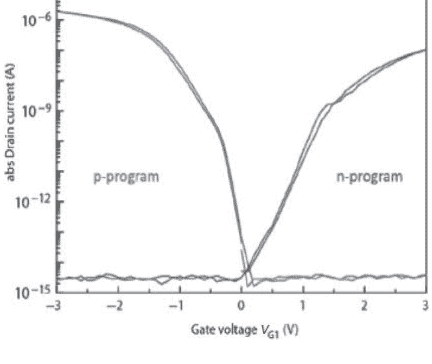 10⁻⁶
10⁻⁹
10⁻¹²
10⁻¹⁵
abs Drain current (A)
p-program
n-program
−3 −2 −1 0 1 2 3
Gate voltage V_G1 (V)